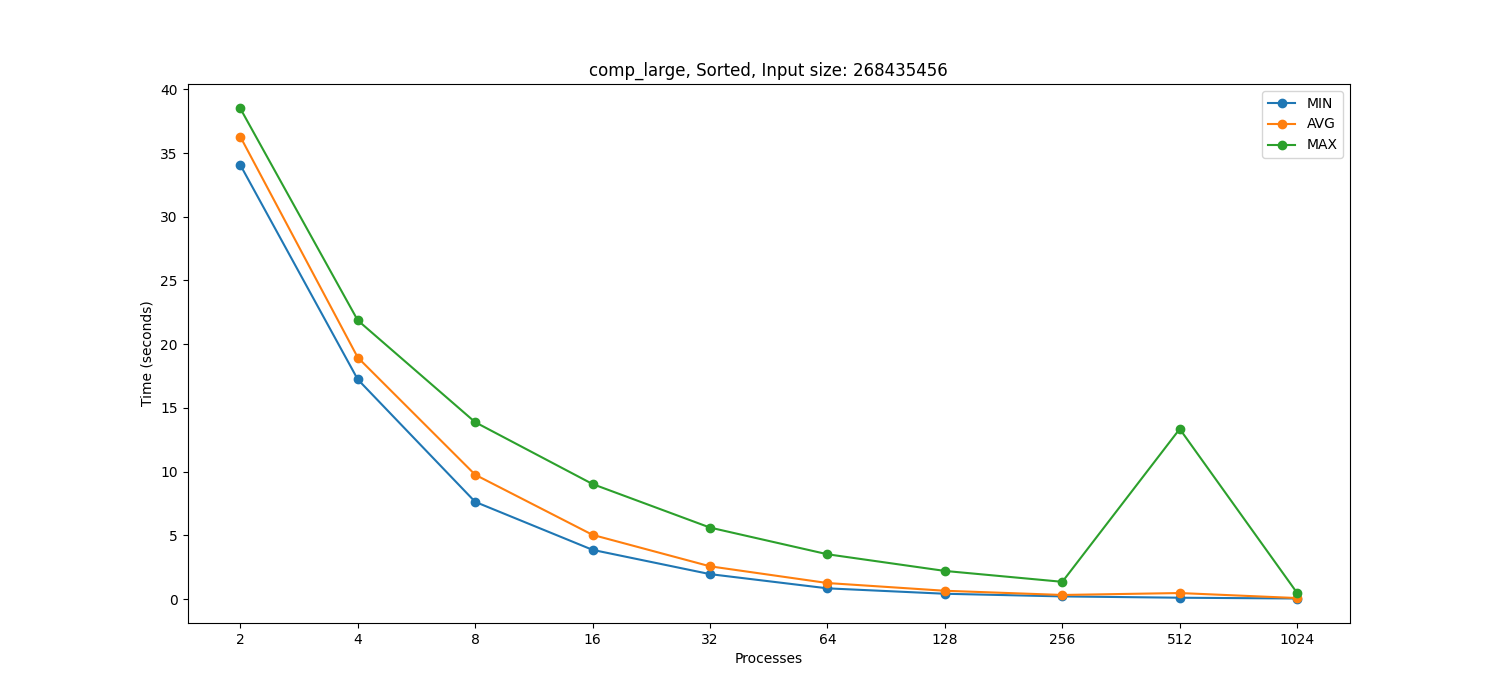 comp_large, Sorted, Input size: 268435456
MIN
AVG
MAX
40
35
30
25
20
15
10
5
0
Time (seconds)
2 4 8 16 32 64 128 256 512 1024
Processes